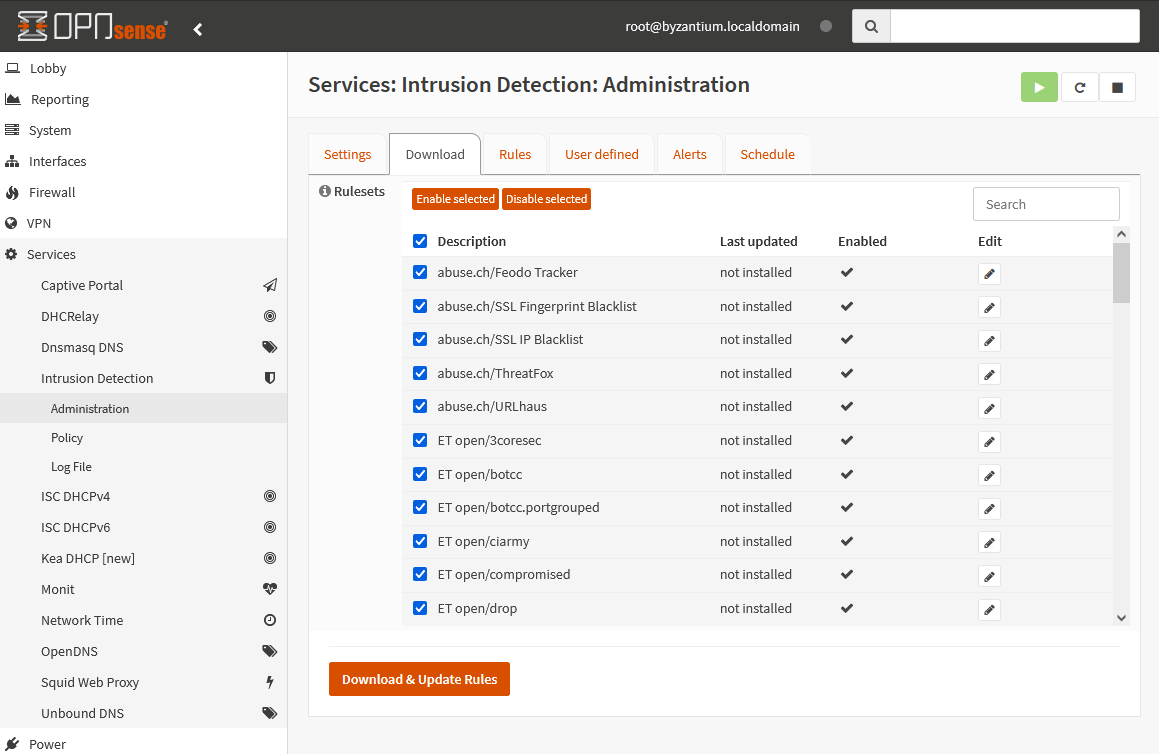 OPNsense®
root@byzantium.localdomain
Lobby
Reporting
System
Interfaces
Firewall
VPN
Services
Captive Portal
DHCRelay
Dnsmasq DNS
Intrusion Detection
Administration
Policy
Log File
ISC DHCPv4
ISC DHCPv6
Kea DHCP [new]
Monit
Network Time
OpenDNS
Squid Web Proxy
Unbound DNS
Power
Services: Intrusion Detection: Administration
Settings Download Rules User defined Alerts Schedule
Rulesets
Enable selected Disable selected
Search
Description Last updated Enabled Edit
abuse.ch/Feodo Tracker not installed
abuse.ch/SSL Fingerprint Blacklist not installed
abuse.ch/SSL IP Blacklist not installed
abuse.ch/ThreatFox not installed
abuse.ch/URLhaus not installed
ET open/3coresec not installed
ET open/botcc not installed
ET open/botcc.portgrouped not installed
ET open/ciarmy not installed
ET open/compromised not installed
ET open/drop not installed
Download & Update Rules